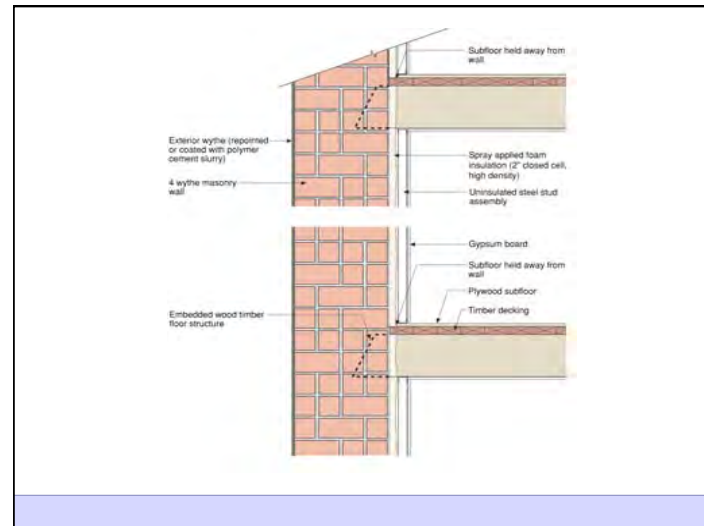 Subfloor held away from
wall
Exterior wythe (repointed
or coated with polymer
cement slurry)
4 wythe masonry
wall
Spray applied foam
insulation (2" closed cell,
high density)
Uninsulated steel stud
assembly
Gypsum board
Subfloor held away from
wall
Plywood subfloor
Embedded wood timber
floor structure
Timber decking